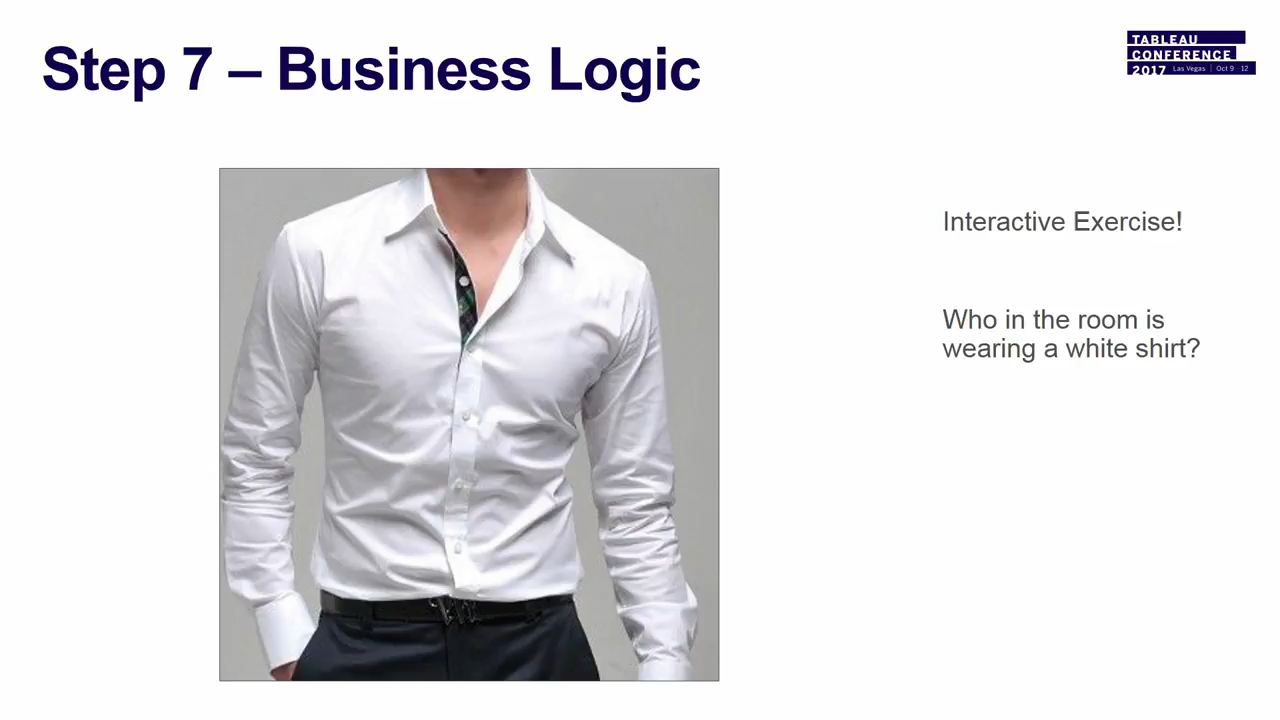 Step 7 – Business Logic
TABLEAU
CONFERENCE
2017 Las Vegas | Oct 9 - 12
Interactive Exercise!
Who in the room is
wearing a white shirt?